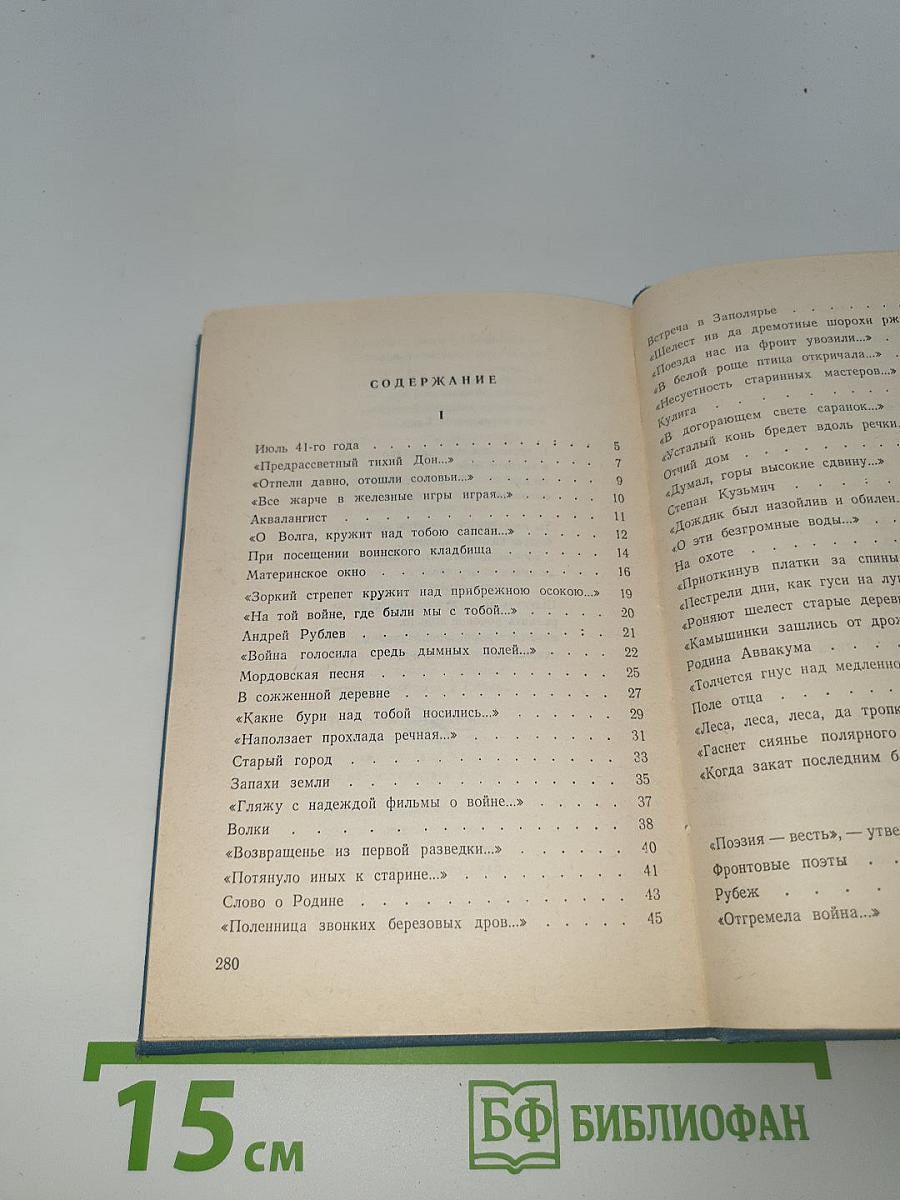 СОДЕРЖАНИЕ
I
Июль 41-го года . . . . . . . . . . . : . . 5
«Предрассветный тихий Дон...» . . . . . . . 7
«Отпели давно, отошли соловьи...» . . . . . . 9
«Все жарче в железные игры играя...» . . . . 10
Аквалангист . . . . . . . . . . . . . 11
«О Волга, кружит над тобою сапсан...» . . . . . 12
При посещении воинского кладбища . . . . . . 14
Материнское окно . . . . . . . . . . . . 16
«Зоркий стрепет кружит над прибрежною осокою...» 19
«На той войне, где были мы с тобой...» . . . . 20
Андрей Рублев . . . . . . . . . . . : . 21
«Война голосила средь дымных полей...» . . . . 22
Мордовская песня . . . . . . . . . . . . 25
В сожженной деревне . . . . . . . . . . . 27
«Какие бури над тобой носились...» . . . . . . 29
«Наползает прохлада речная...» . . . . . . . . 31
Старый город . . . . . . . . . . . . . 33
Запахи земли . . . . . . . . . . . . . 35
«Гляжу с надеждой фильмы о войне...» . . . . . 37
Волки . . . . . . . . . . . . . . . . 38
«Возвращенье из первой разведки...» . . . . . . 40
«Потянуло иных к старине...» . . . . . . . . . 41
Слово о Родине . . . . . . . . . . . . . 43
«Поленница звонких березовых дров...» . . . . . 45
280
Встреча в Заполярье . . . . . .
«Шелест ив да дремотные шорохи рж
«Поезда нас на фронт увозили...» .
«В белой роще птица откричала...» .
«Несуетность старинных мастеров...»
Кулига . . . . . . . .
«В догорающем свете саранок...»
«Усталый конь бредет вдоль речки,
Отчий дом . . . . . . .
«Думал, горы высокие сдвину...»
Степан Кузьмич . . . : .
«Дождик был назойлив и обилен.
«О эти безгромные воды...» . .
На охоте . . . . . . .
«Приоткинув платки за спины
«Пестрели дни, как гуси на лу
«Роняют шелест старые дерев
«Камышинки зашлись от дрож
Родина Аввакума . . . .
«Толчется гнус над медленно
Поле отца . . . . . .
«Леса, леса, леса, да тропк
«Гаснет сиянье полярного
«Когда закат последним б
«Поэзия — весть», — утве
Фронтовые поэты . .
Рубеж . . . .
«Отгремела война...»
15 см
БФ БИБЛИОФАН